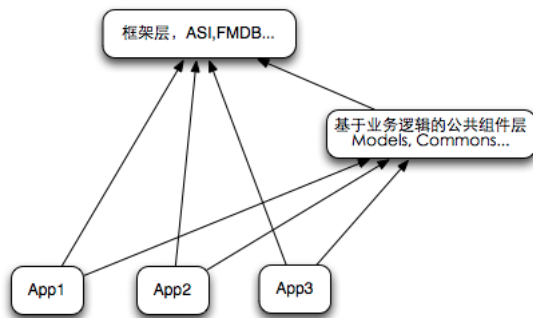 框架层，ASI,FMDB...
基于业务逻辑的公共组件层
Models, Commons...
App1
App2
App3